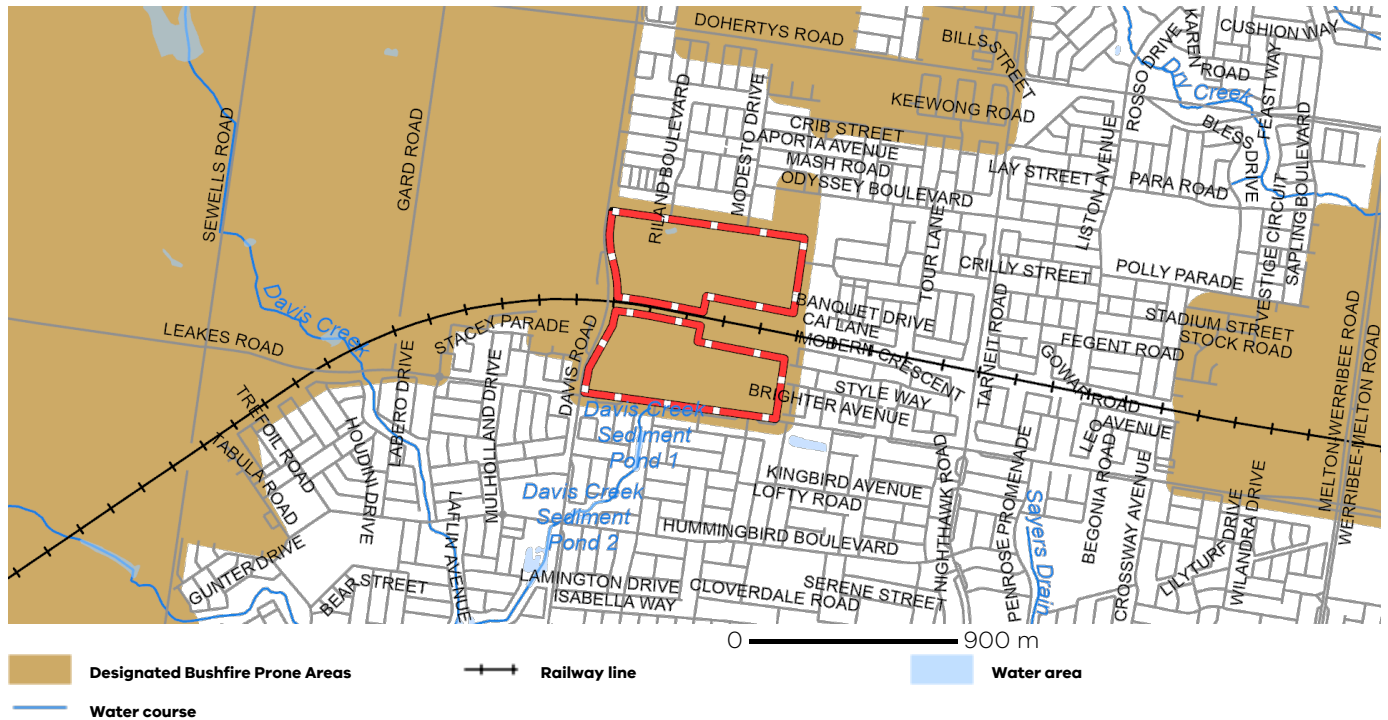 DOHERTYS ROAD
BILLS STREET
KAREN ROAD
CUSHION WAY
ROSSO DRIVE
Dry Creek
FEAST WAY
KEEWONG ROAD
SEWELLS ROAD
GARD ROAD
RILAND BOULEVARD
MODESTO DRIVE
CRIB STREET
APORTA AVENUE
MASH ROAD
ODYSSEY BOULEVARD
LAY STREET
LISTON AVENUE
BLESS DRIVE
PARA ROAD
SAPLING BOULEVARD
VESTIGE CIRCUIT
TOUR LANE
CRILLY STREET
POLLY PARADE
Davis Creek
LEAKES ROAD
STACEY PARADE
DAVIS ROAD
BANQUET DRIVE
CAI LANE
MODERN CRESCENT
TARNEIT ROAD
STADIUM STREET
STOCK ROAD
FEGENT ROAD
GOWAR ROAD
MELTON-WERRIBEE ROAD
WERRIBEE-MELTON ROAD
STYLE WAY
BRIGHTER AVENUE
TREFOIL ROAD
TABULA ROAD
HOUDINI DRIVE
LABERO DRIVE
MULHOLLAND DRIVE
LAFLIN AVENUE
Davis Creek
Sediment
Pond 1
Davis Creek
Sediment
Pond 2
LEO AVENUE
BEGONIA ROAD
CROSSWAY AVENUE
KINGBIRD AVENUE
LOFTY ROAD
HUMMINGBIRD BOULEVARD
NIGHTHAWK ROAD
PENROSE PROMENADE
Sayers Drain
LILYTURF DRIVE
WILANDRA DRIVE
GUNTER DRIVE
BEAR STREET
LAMINGTON DRIVE
ISABELLA WAY
CLOVERDALE ROAD
SERENE STREET
0 900 m
Designated Bushfire Prone Areas
Railway line
Water area
Water course